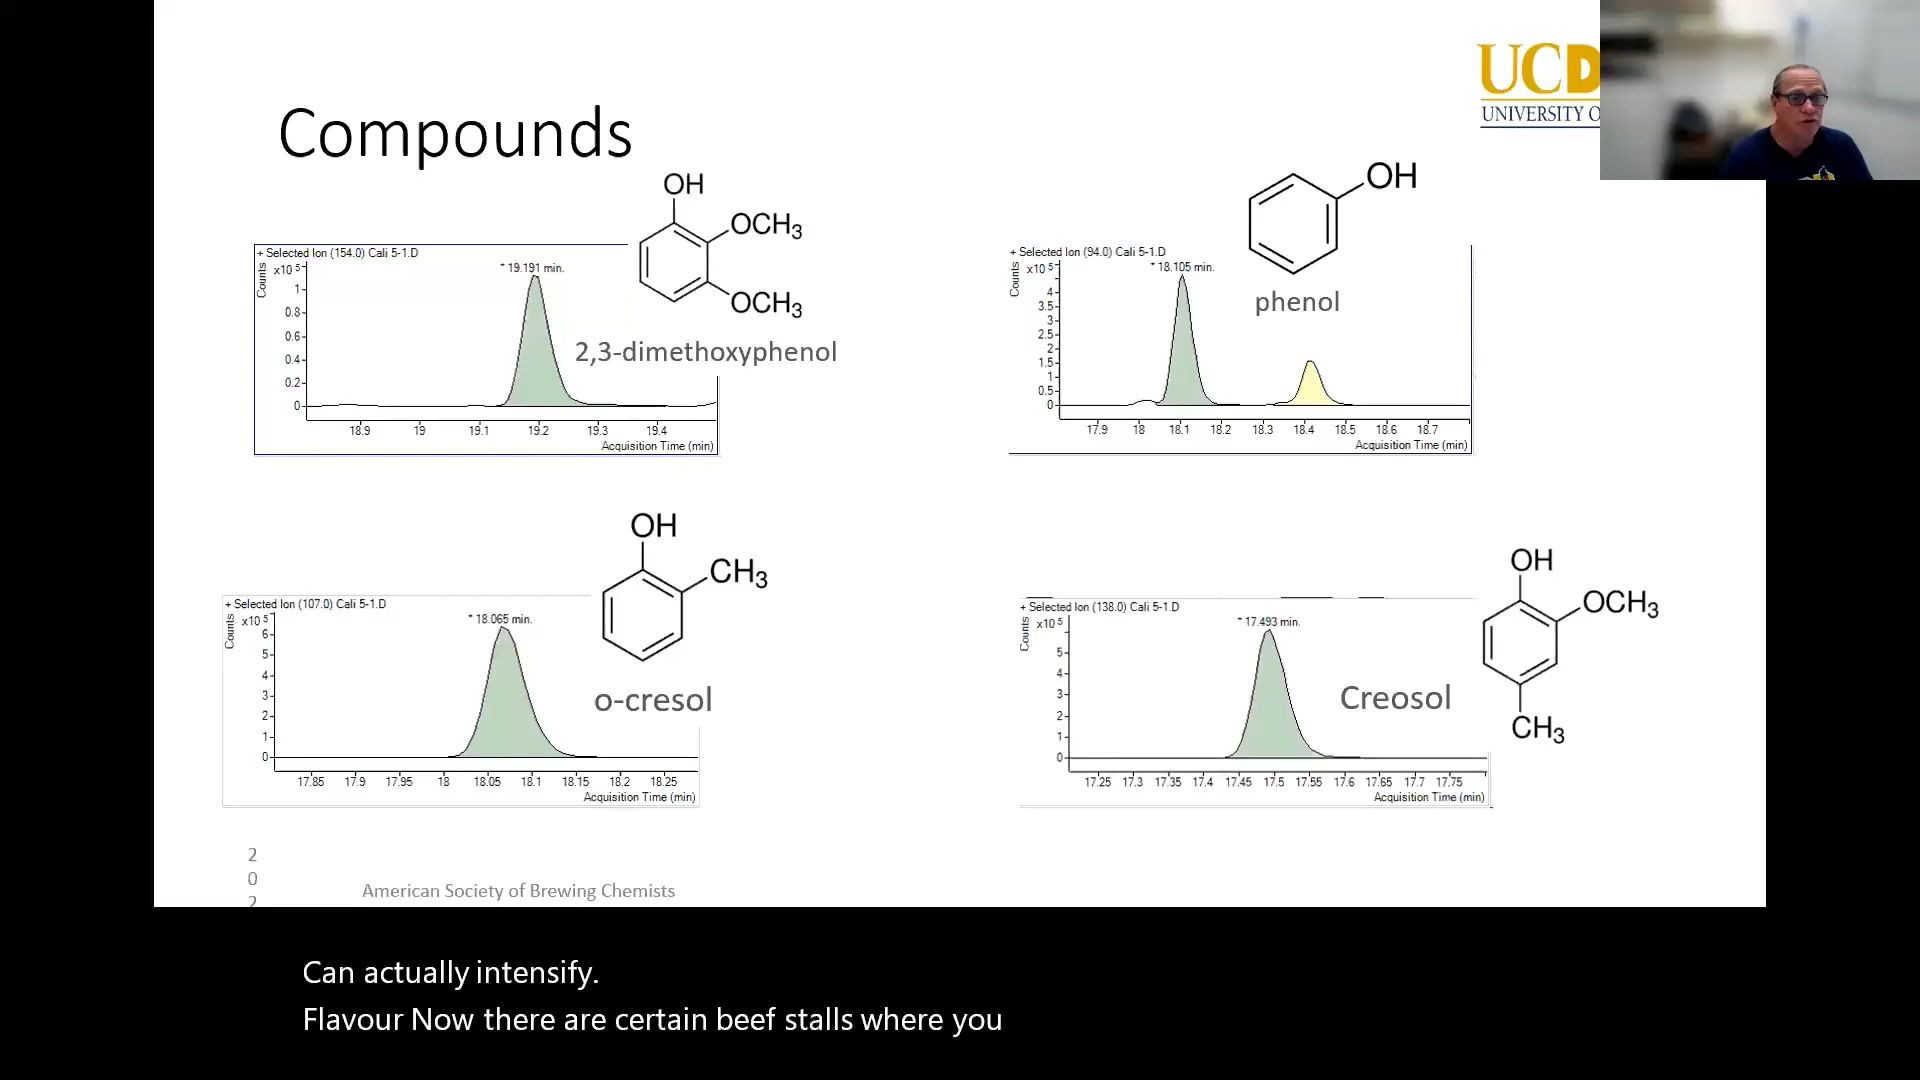 Compounds
UCD
UNIVERSITY O
OH
OCH3
OCH3
2,3-dimethoxyphenol
+ Selected Ion (154.0) Cali 5-1.D
Counts
x10 5
* 19.191 min.
1
0.8
0.6
0.4
0.2
0
18.9 19 19.1 19.2 19.3 19.4
Acquisition Time (min)
OH
phenol
+ Selected Ion (94.0) Cali 5-1.D
Counts
x10 5
* 18.105 min.
4
3.5
3
2.5
2
1.5
1
0.5
0
17.9 18 18.1 18.2 18.3 18.4 18.5 18.6 18.7
Acquisition Time (min)
OH
CH3
o-cresol
+ Selected Ion (107.0) Cali 5-1.D
Counts
x10 5
* 18.065 min.
6
5
4
3
2
1
0
17.85 17.9 17.95 18 18.05 18.1 18.15 18.2 18.25
Acquisition Time (min)
OH
OCH3
CH3
Creosol
+ Selected Ion (138.0) Cali 5-1.D
Counts
x10 5
* 17.493 min.
5
4
3
2
1
0
17.25 17.3 17.35 17.4 17.45 17.5 17.55 17.6 17.65 17.7 17.75
Acquisition Time (min)
2
0
2
American Society of Brewing Chemists
Can actually intensify.
Flavour Now there are certain beef stalls where you